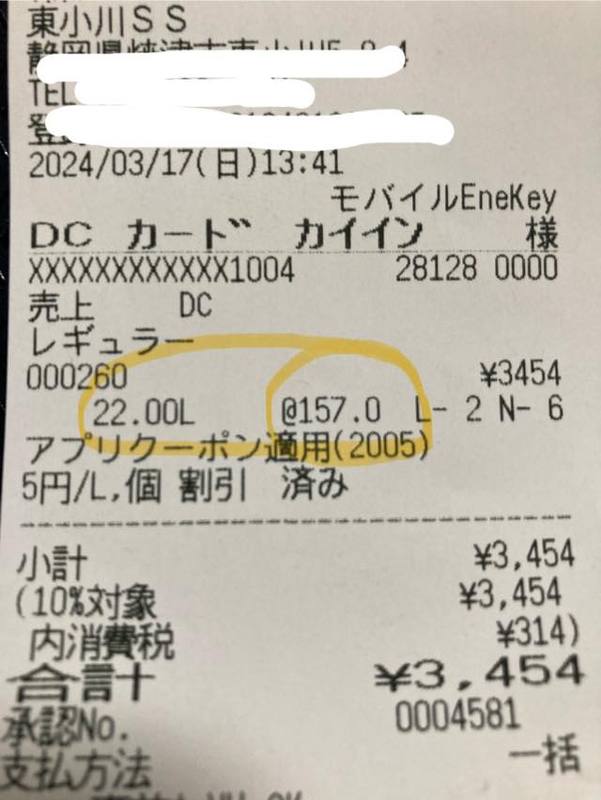 東小川SS
TEL
2024/03/17(日)13:41
モバイルEneKey
DC カード カイイン 様
XXXXXXXXXXXX1004 28128 0000
売上 DC
レギュラー
000260 ¥3454
22.00L @157.0 L- 2 N- 6
アプリクーポン適用(2005)
5円/L,個 割引 済み
小計 ¥3,454
(10%対象 ¥3,454
内消費税 ¥314)
合計 ¥3,454
承認No. 0004581
支払方法 一括